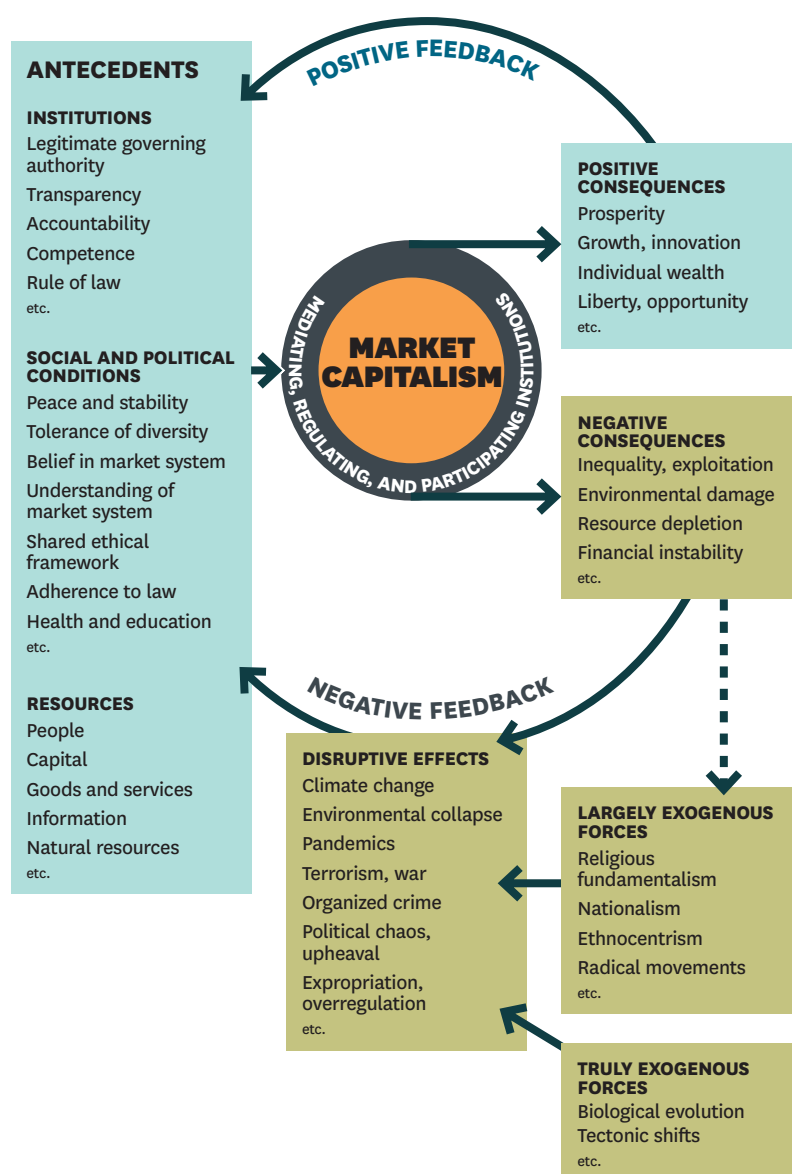 POSITIVE FEEDBACK
ANTECEDENTS
INSTITUTIONS
Legitimate governing
authority
Transparency
Accountability
Competence
Rule of law
etc.
SOCIAL AND POLITICAL
CONDITIONS
Peace and stability
Tolerance of diversity
Belief in market system
Understanding of
market system
Shared ethical
framework
Adherence to law
Health and education
etc.
RESOURCES
People
Capital
Goods and services
Information
Natural resources
etc.
MARKET
CAPITALISM
MEDIATING, REGULATING, AND PARTICIPATING INSTITUTIONS
POSITIVE
CONSEQUENCES
Prosperity
Growth, innovation
Individual wealth
Liberty, opportunity
etc.
NEGATIVE
CONSEQUENCES
Inequality, exploitation
Environmental damage
Resource depletion
Financial instability
etc.
NEGATIVE FEEDBACK
DISRUPTIVE EFFECTS
Climate change
Environmental collapse
Pandemics
Terrorism, war
Organized crime
Political chaos,
upheaval
Expropriation,
overregulation
etc.
LARGELY EXOGENOUS
FORCES
Religious
fundamentalism
Nationalism
Ethnocentrism
Radical movements
etc.
TRULY EXOGENOUS
FORCES
Biological evolution
Tectonic shifts
etc.